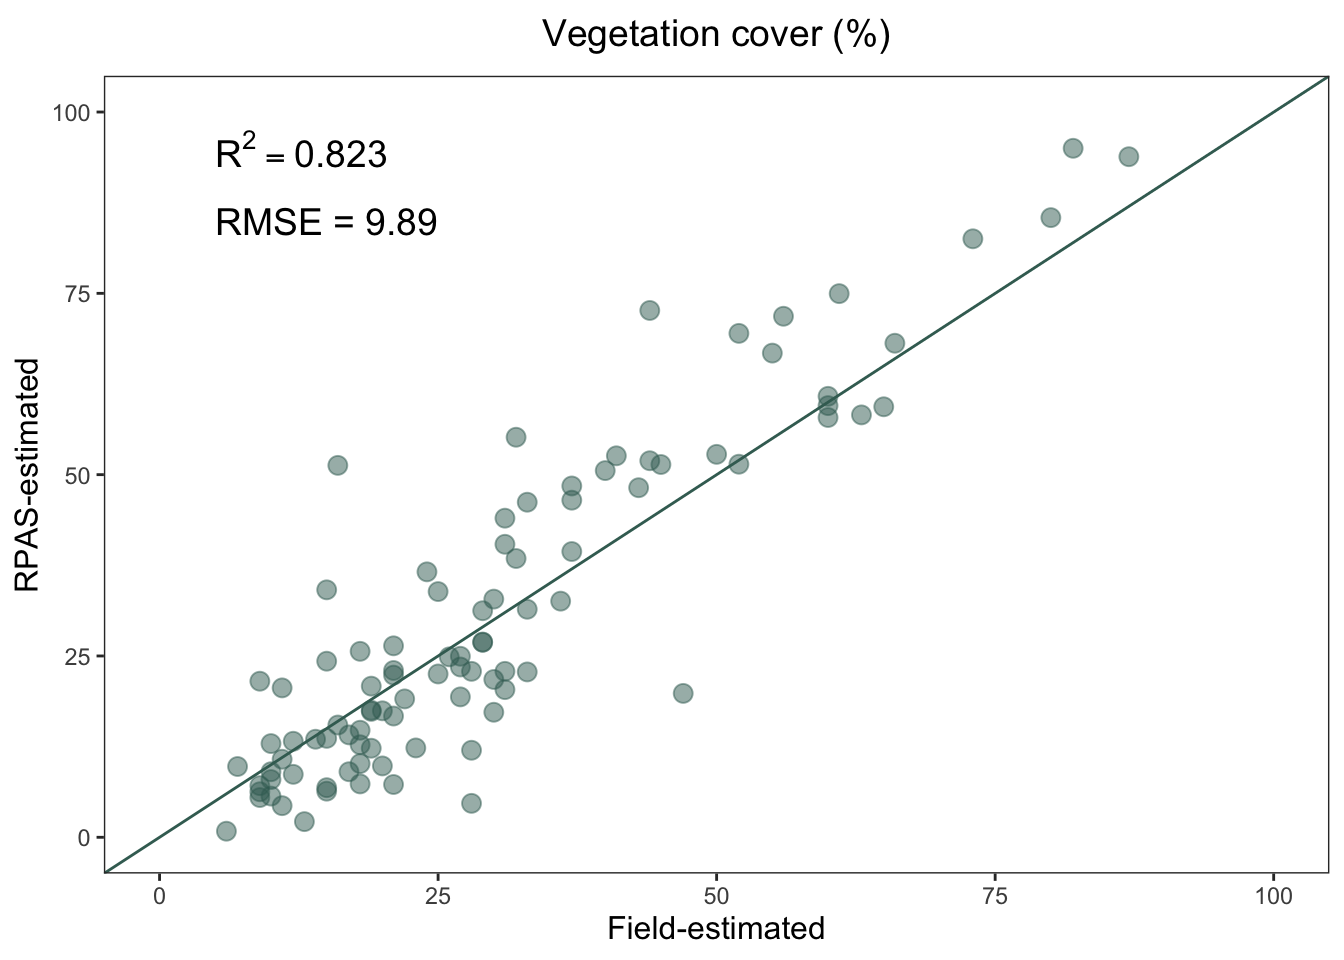 Vegetation cover (%)
R² = 0.823
RMSE = 9.89
RPAS-estimated
100
75
50
25
0
0 25 50 75 100
Field-estimated